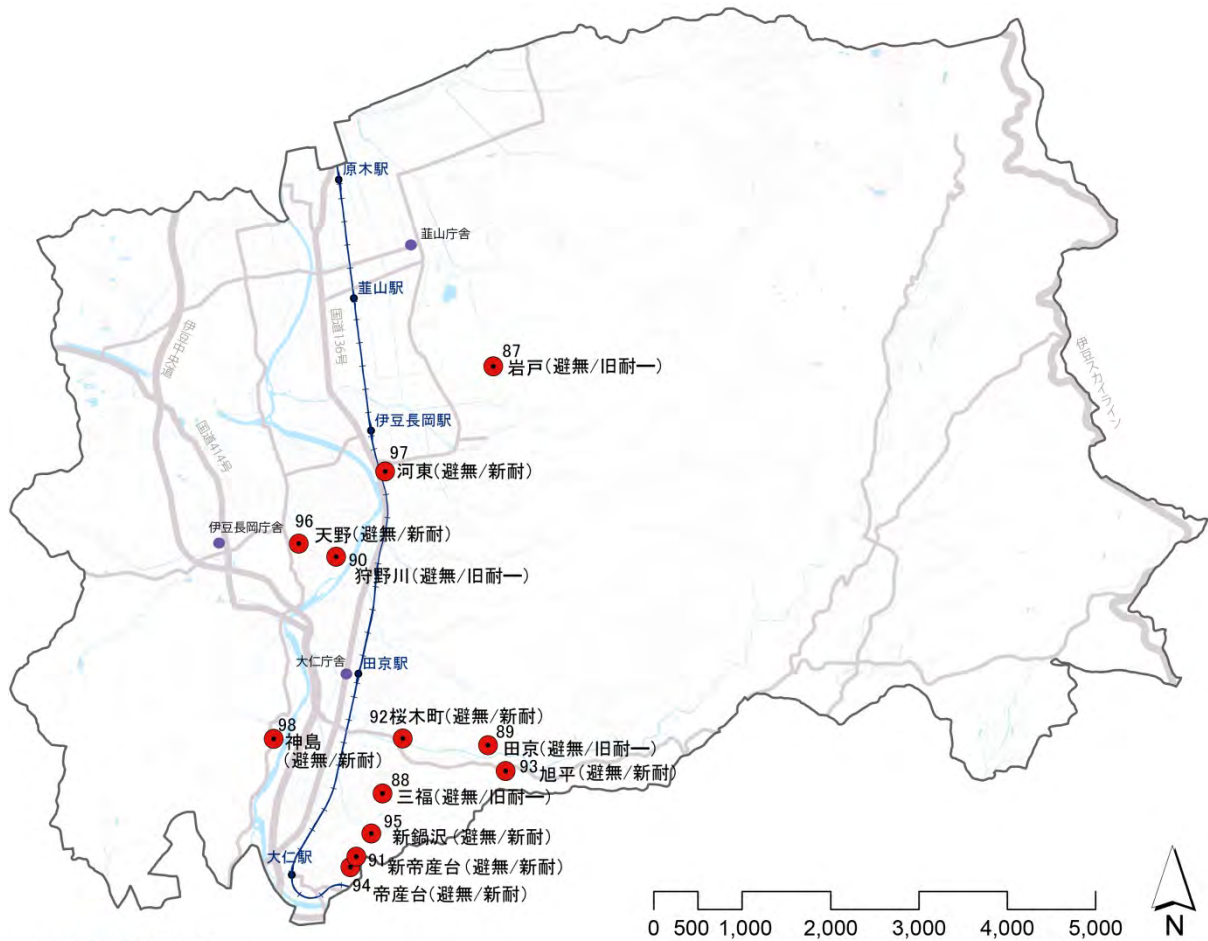 原木駅
韮山庁舎
韮山駅
国道136号
伊豆中央道
87
岩戸(避無/旧耐一)
伊豆スカイライン
伊豆長岡駅
国道414号
97
河東(避無/新耐)
伊豆長岡庁舎
96
天野(避無/新耐)
90
狩野川(避無/旧耐一)
大仁庁舎
田京駅
98
神島
(避無/新耐)
92桜木町(避無/新耐)
89
田京(避無/旧耐一)
93
旭平(避無/新耐)
88
三福(避無/旧耐一)
95
新鍋沢(避無/新耐)
大仁駅
91
新帝産台(避無/新耐)
94
帝産台(避無/新耐)
0 500 1,000 2,000 3,000 4,000 5,000
N